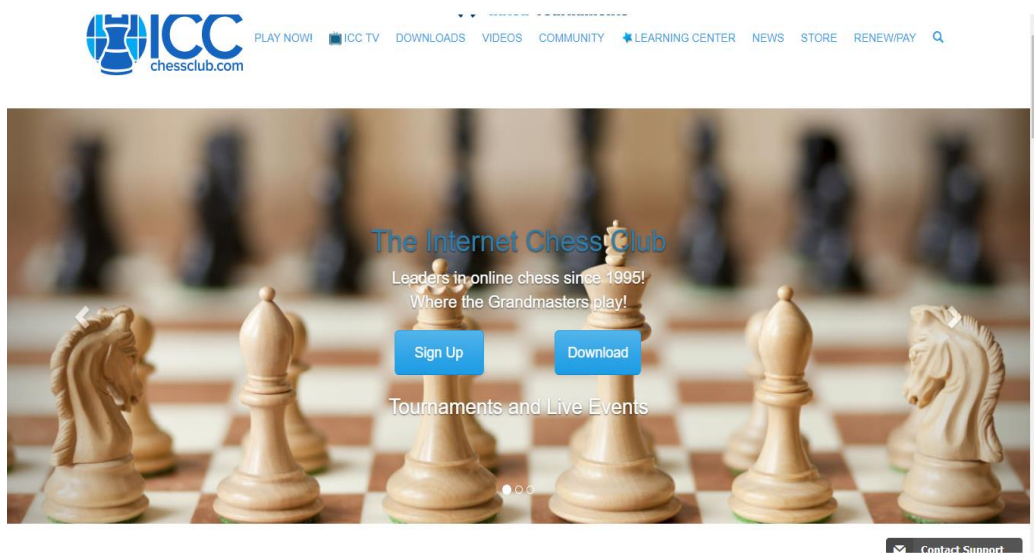 ICC
chessclub.com
PLAY NOW! ICC TV DOWNLOADS VIDEOS COMMUNITY LEARNING CENTER NEWS STORE RENEW/PAY
The Internet Chess Club
Leaders in online chess since 1995!
Where the Grandmasters play!
Sign Up Download
Tournaments and Live Events
Contact Support